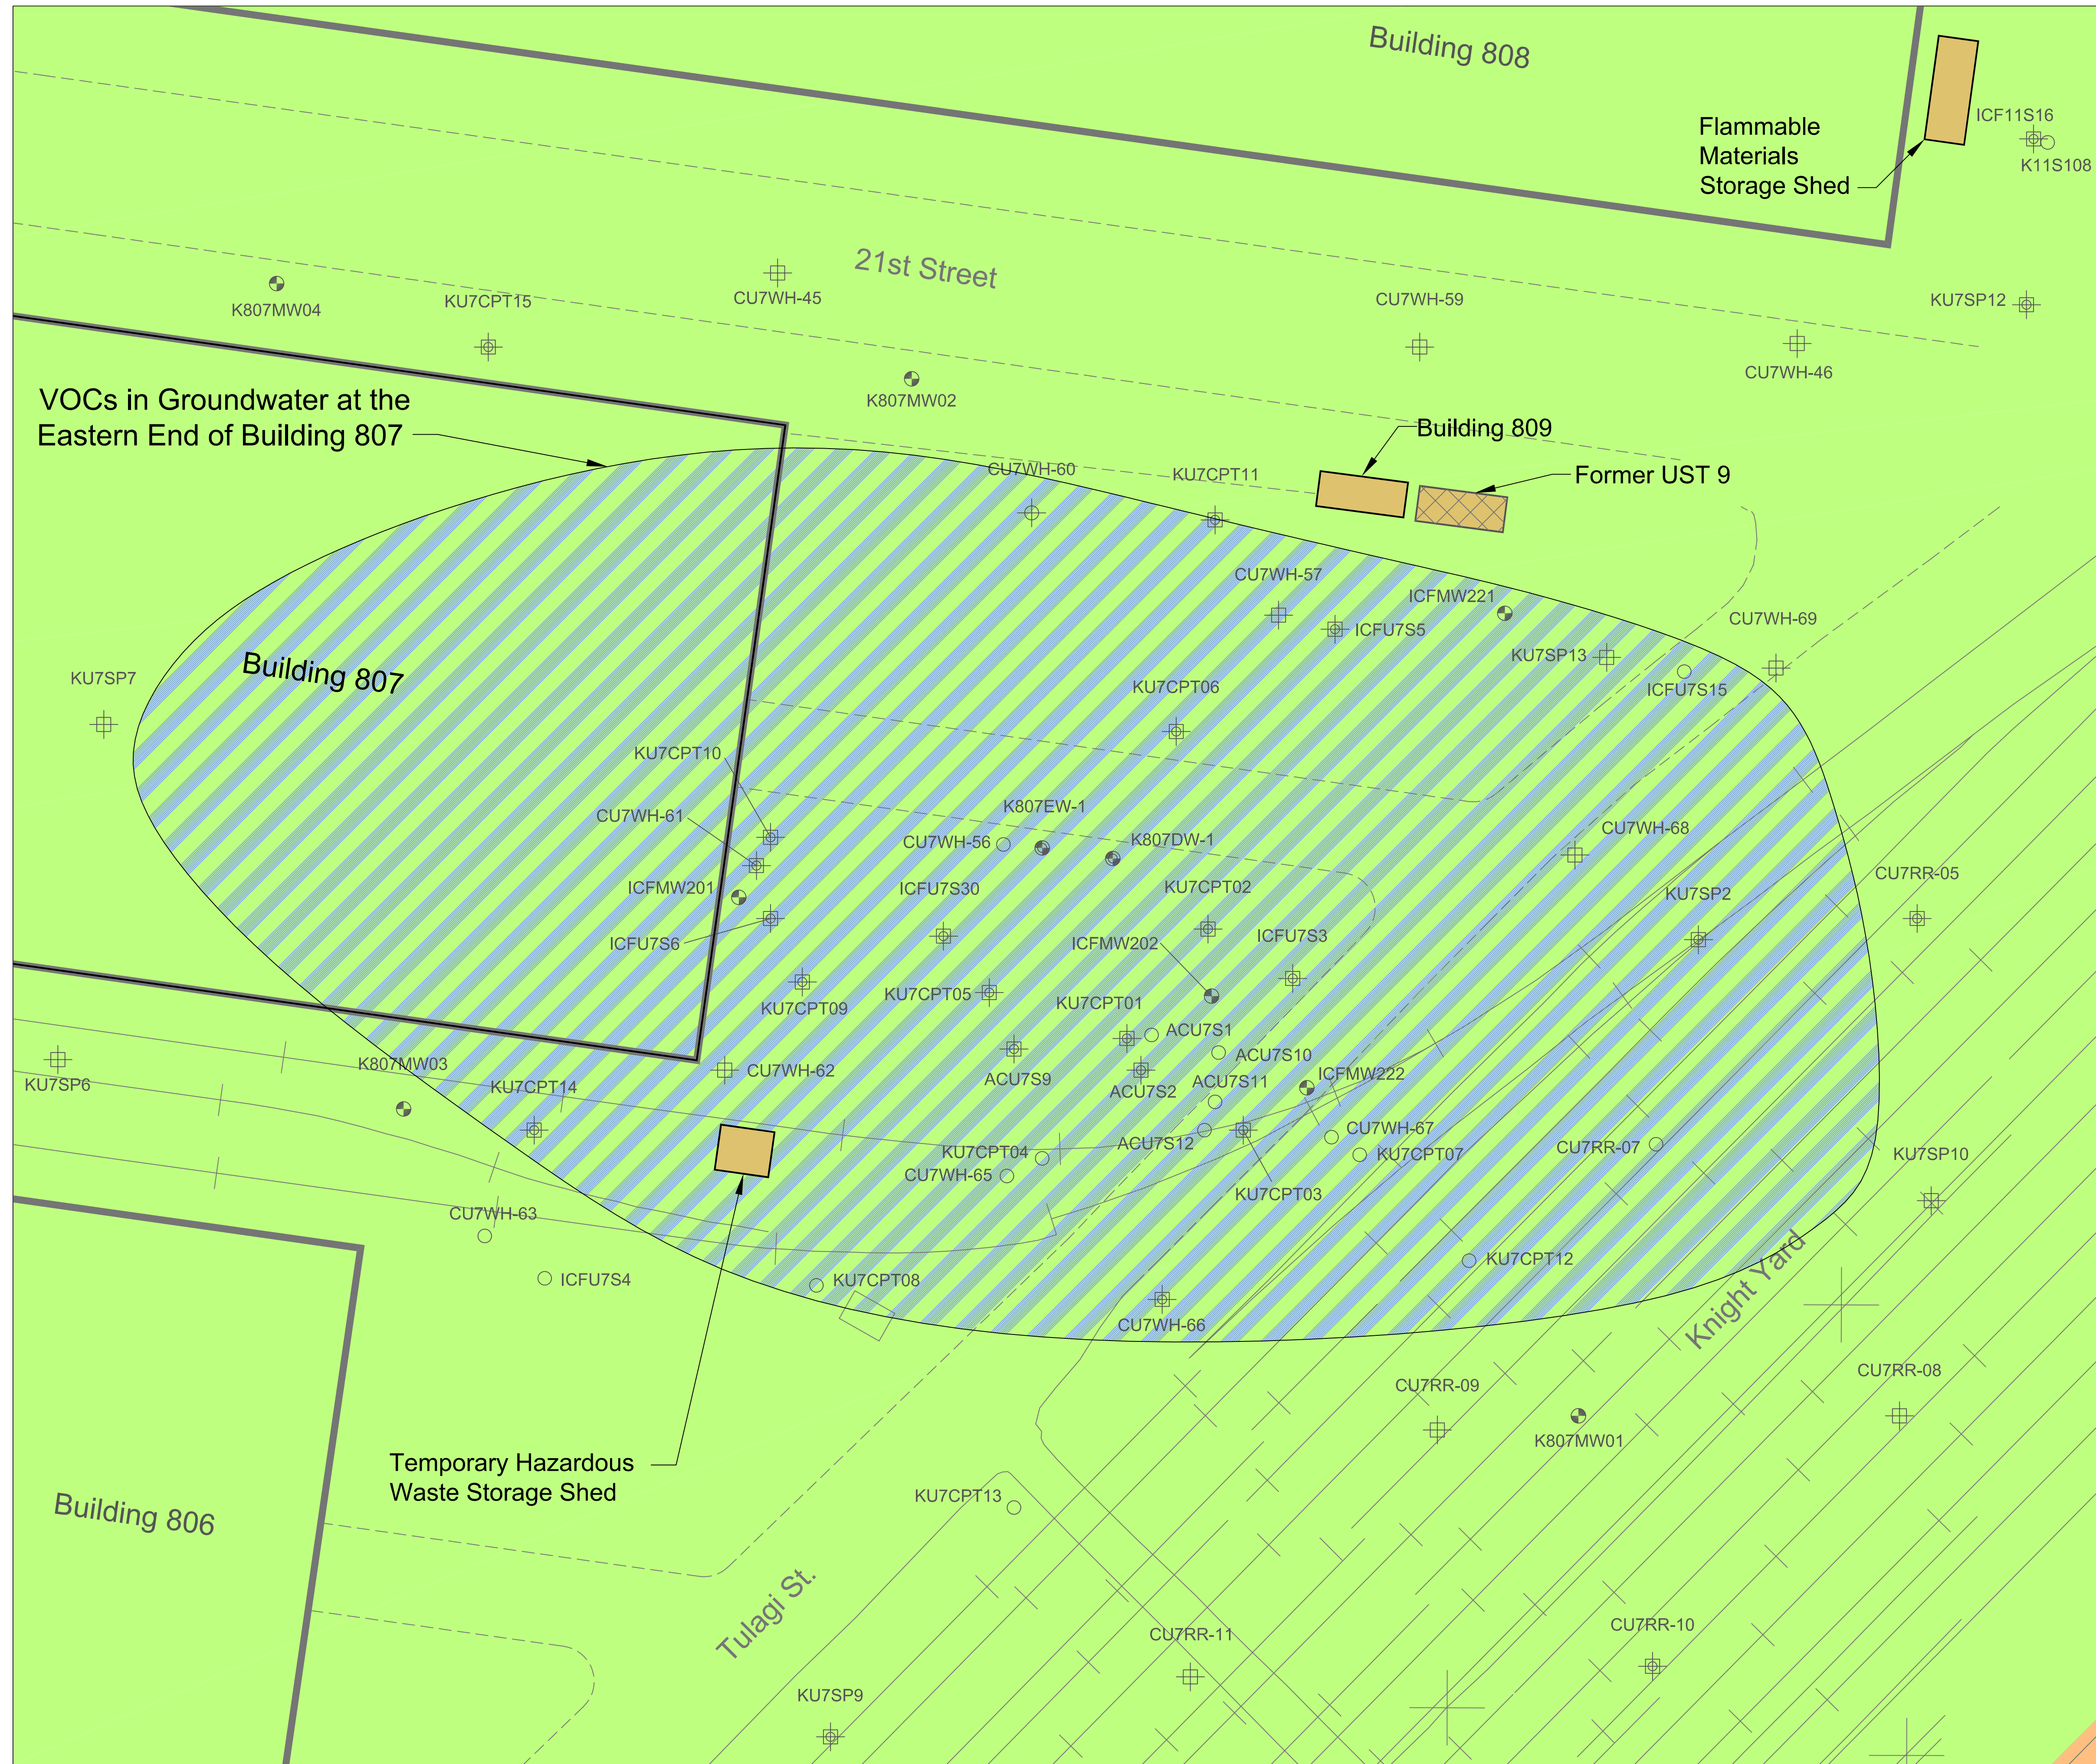 Building 808
Flammable
Materials
Storage Shed
ICF11S16
K11S108
21st Street
K807MW04
KU7CPT15
CU7WH-45
CU7WH-59
KU7SP12
CU7WH-46
K807MW02
VOCs in Groundwater at the
Eastern End of Building 807
Building 809
Former UST 9
CU7WH-60
KU7CPT11
CU7WH-57
ICFMW221
ICFU7S5
CU7WH-69
KU7SP13
ICFU7S15
KU7SP7
Building 807
KU7CPT06
KU7CPT10
CU7WH-61
K807EW-1
CU7WH-56
K807DW-1
CU7WH-68
ICFMW201
ICFU7S30
KU7CPT02
KU7SP2
CU7RR-05
ICFU7S6
ICFMW202
ICFU7S3
KU7CPT09
KU7CPT05
KU7CPT01
ACU7S1
ACU7S10
K807MW03
KU7SP6
KU7CPT14
CU7WH-62
ACU7S9
ACU7S2
ACU7S11
ICFMW222
KU7CPT04
ACU7S12
CU7WH-67
KU7CPT07
CU7RR-07
KU7SP10
CU7WH-65
KU7CPT03
CU7WH-63
ICFU7S4
KU7CPT08
KU7CPT12
CU7WH-66
Knight Yard
CU7RR-09
CU7RR-08
K807MW01
Temporary Hazardous
Waste Storage Shed
Building 806
KU7CPT13
Tulagi St.
CU7RR-11
CU7RR-10
KU7SP9